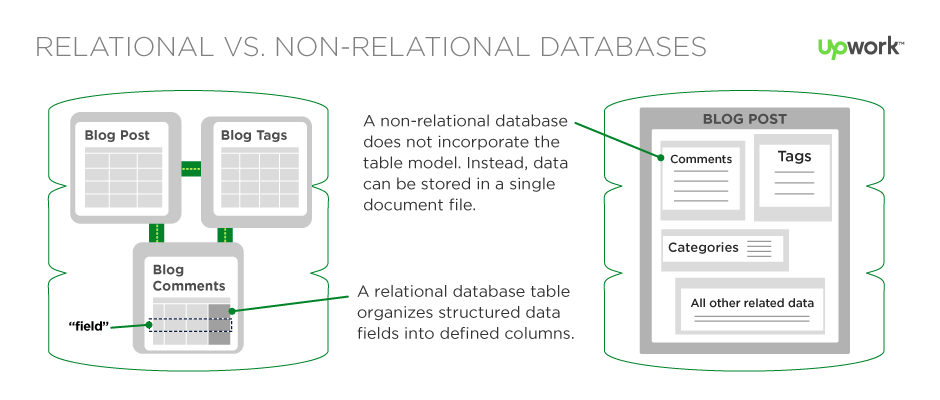 RELATIONAL VS. NON-RELATIONAL DATABASES
Upwork™
Blog Post
Blog Tags
Blog
Comments
"field"
A non-relational database
does not incorporate the
table model. Instead, data
can be stored in a single
document file.
A relational database table
organizes structured data
fields into defined columns.
BLOG POST
Comments
Tags
Categories
All other related data